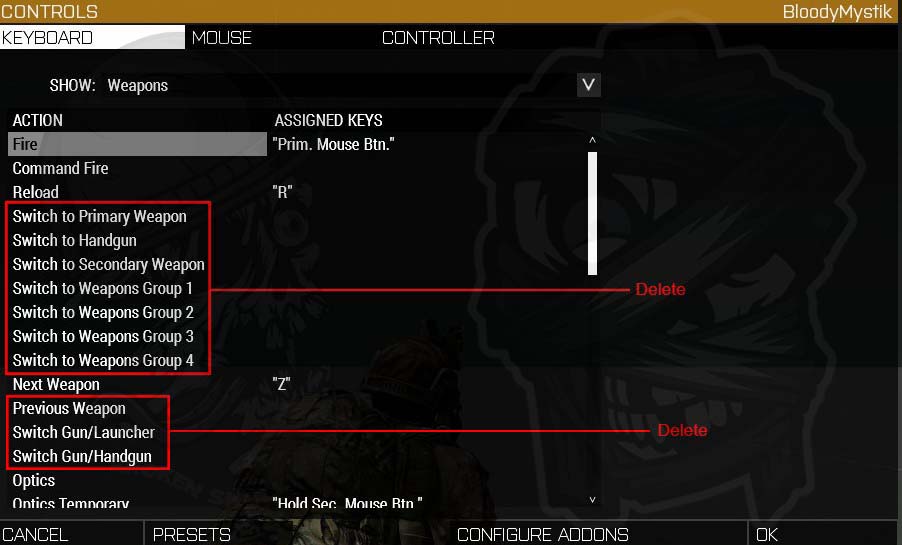 CONTROLS BloodyMystik
KEYBOARD MOUSE CONTROLLER
SHOW: Weapons V
ACTION ASSIGNED KEYS
Fire "Prim. Mouse Btn."
Command Fire
Reload "R"
Switch to Primary Weapon
Switch to Handgun
Switch to Secondary Weapon
Switch to Weapons Group 1 Delete
Switch to Weapons Group 2
Switch to Weapons Group 3
Switch to Weapons Group 4
Next Weapon "Z"
Previous Weapon
Switch Gun/Launcher Delete
Switch Gun/Handgun
Optics
Optics Temporary "Hold Sec. Mouse Btn."
CANCEL PRESETS CONFIGURE ADDONS OK